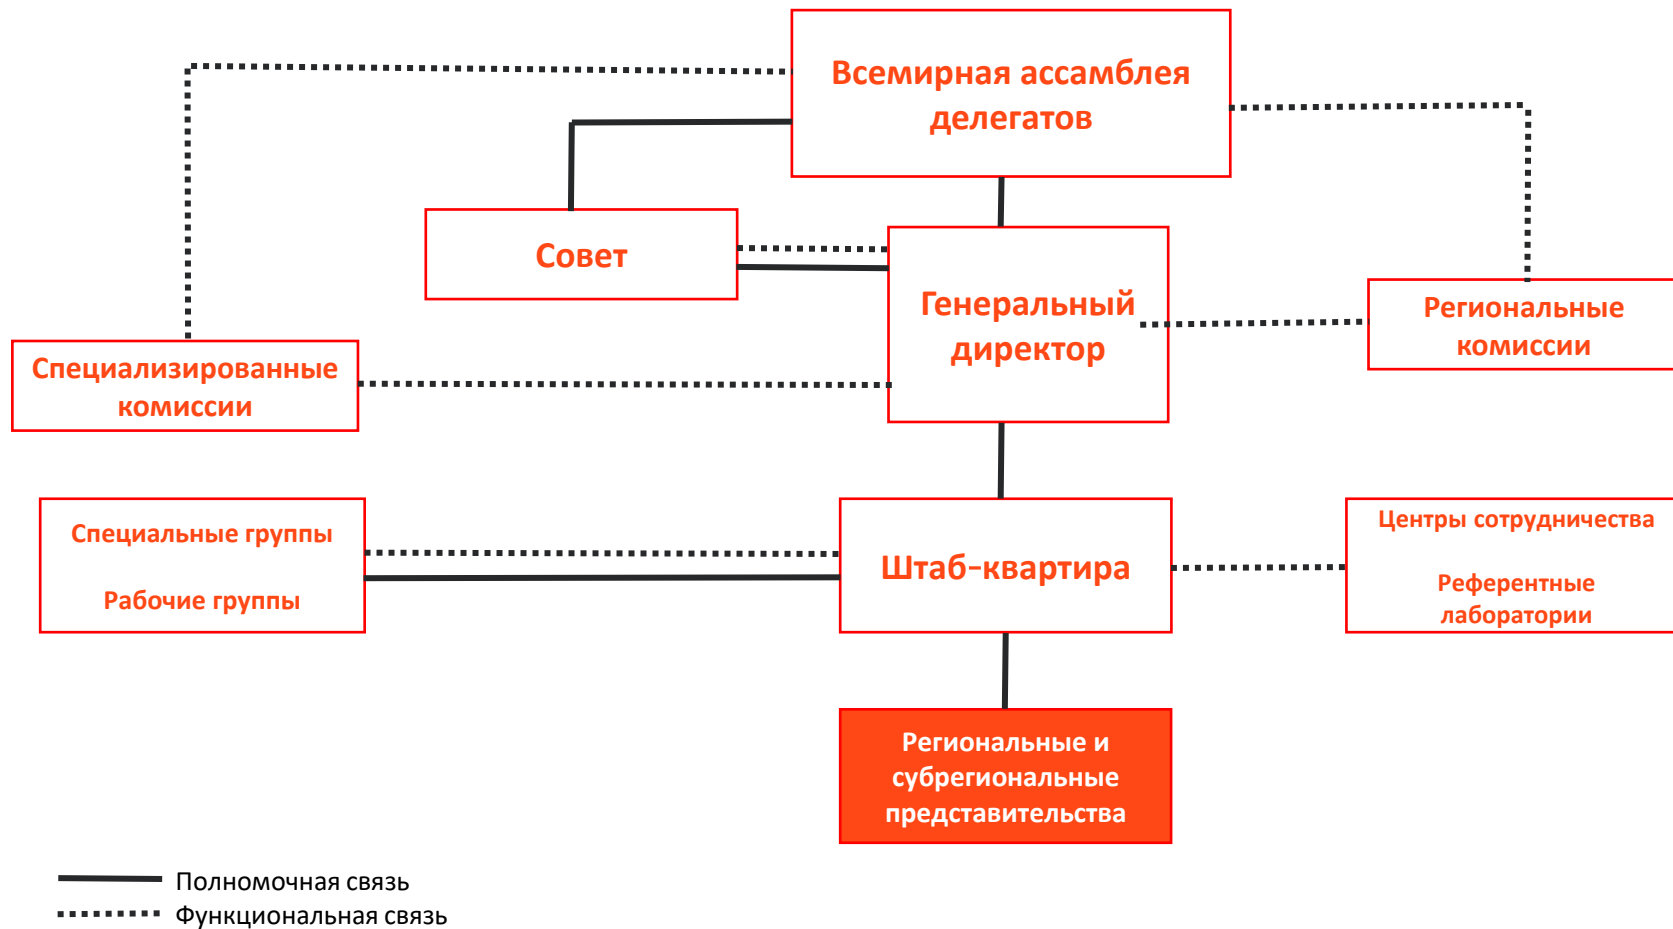 Всемирная ассамблея
делегатов
Совет
Генеральный
директор
Региональные
комиссии
Специализированные
комиссии
Специальные группы
Рабочие группы
Штаб-квартира
Центры сотрудничества
Референтные
лаборатории
Региональные и
субрегиональные
представительства
Полномочная связь
Функциональная связь